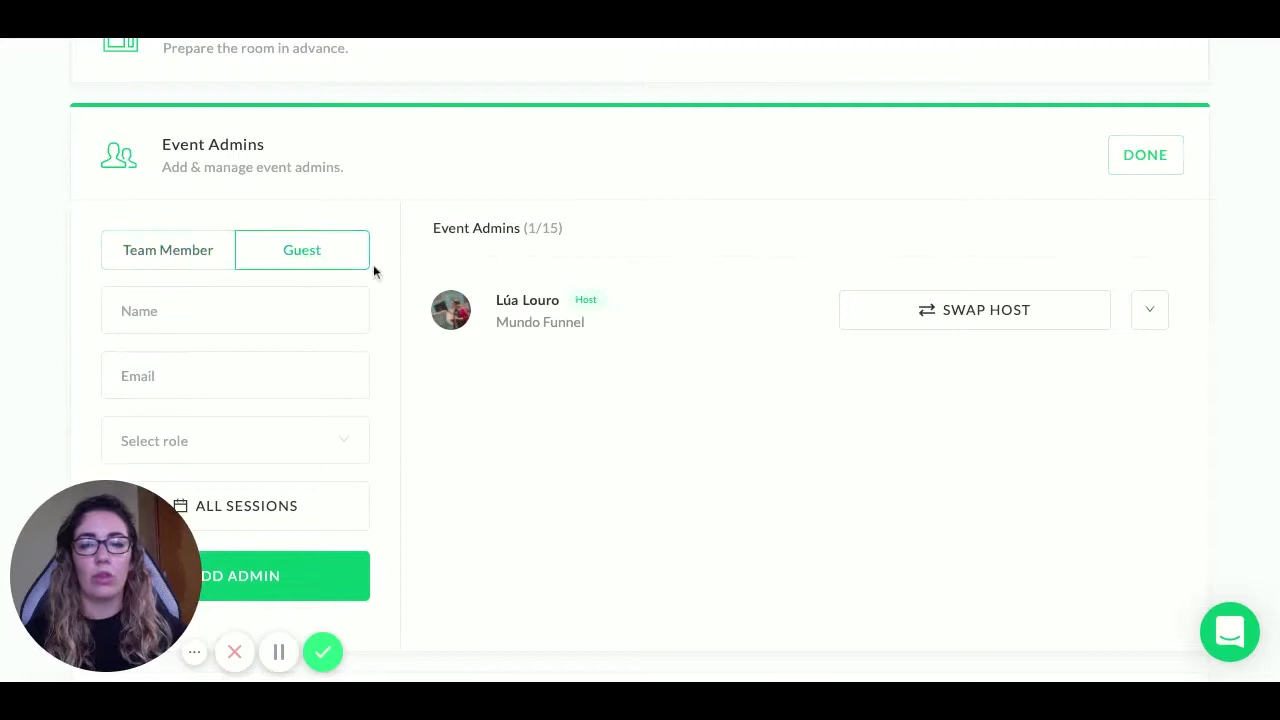 Prepare the room in advance.
Event Admins
Add & manage event admins.
DONE
Team Member
Guest
Name
Email
Select role
ALL SESSIONS
DD ADMIN
Event Admins (1/15)
Lúa Louro
Host
Mundo Funnel
SWAP HOST